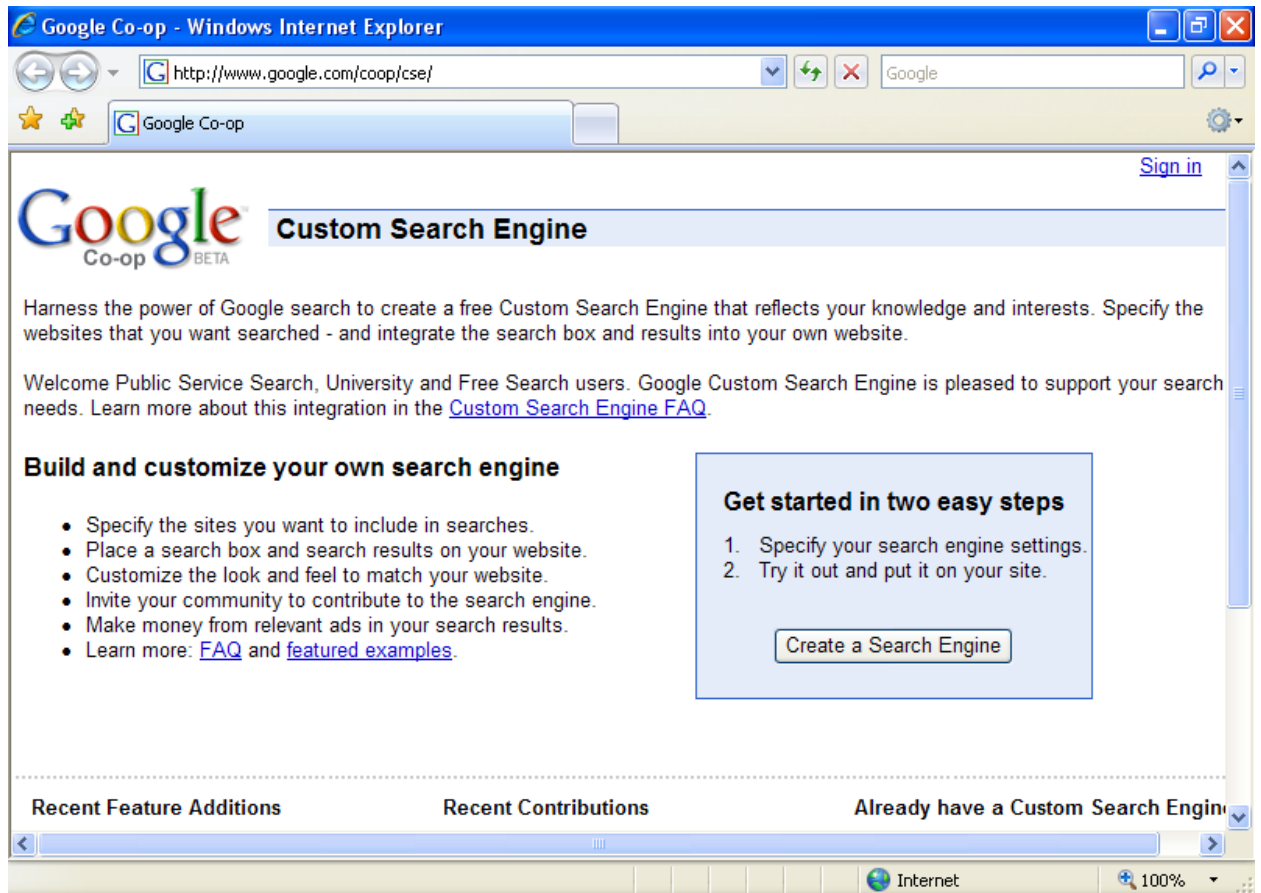 Google Co-op - Windows Internet Explorer
http://www.google.com/coop/cse/
Google
Google Co-op
Sign in
Google
Co-op BETA
Custom Search Engine
Harness the power of Google search to create a free Custom Search Engine that reflects your knowledge and interests. Specify the
websites that you want searched - and integrate the search box and results into your own website.
Welcome Public Service Search, University and Free Search users. Google Custom Search Engine is pleased to support your search
needs. Learn more about this integration in the Custom Search Engine FAQ.
Build and customize your own search engine
• Specify the sites you want to include in searches.
• Place a search box and search results on your website.
• Customize the look and feel to match your website.
• Invite your community to contribute to the search engine.
• Make money from relevant ads in your search results.
• Learn more: FAQ and featured examples.
Get started in two easy steps
1. Specify your search engine settings.
2. Try it out and put it on your site.
Create a Search Engine
Recent Feature Additions
Recent Contributions
Already have a Custom Search Engin
Internet
100%